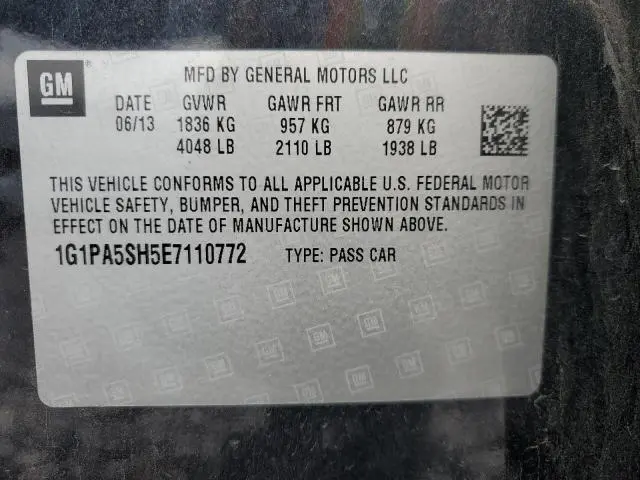 GM®
MFD BY GENERAL MOTORS LLC
DATE GVWR GAWR FRT GAWR RR
06/13 1836 KG 957 KG 879 KG
4048 LB 2110 LB 1938 LB
THIS VEHICLE CONFORMS TO ALL APPLICABLE U.S. FEDERAL MOTOR
VEHICLE SAFETY, BUMPER, AND THEFT PREVENTION STANDARDS IN
EFFECT ON THE DATE OF MANUFACTURE SHOWN ABOVE.
1G1PA5SH5E7110772 TYPE: PASS CAR